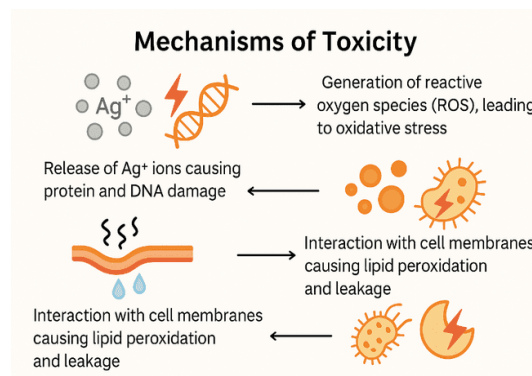 Mechanisms of Toxicity
Ag⁺
Generation of reactive
oxygen species (ROS), leading
to oxidative stress
Release of Ag⁺ ions causing
protein and DNA damage
Interaction with cell membranes
causing lipid peroxidation
and leakage
Interaction with cell membranes
causing lipid peroxidation
and leakage